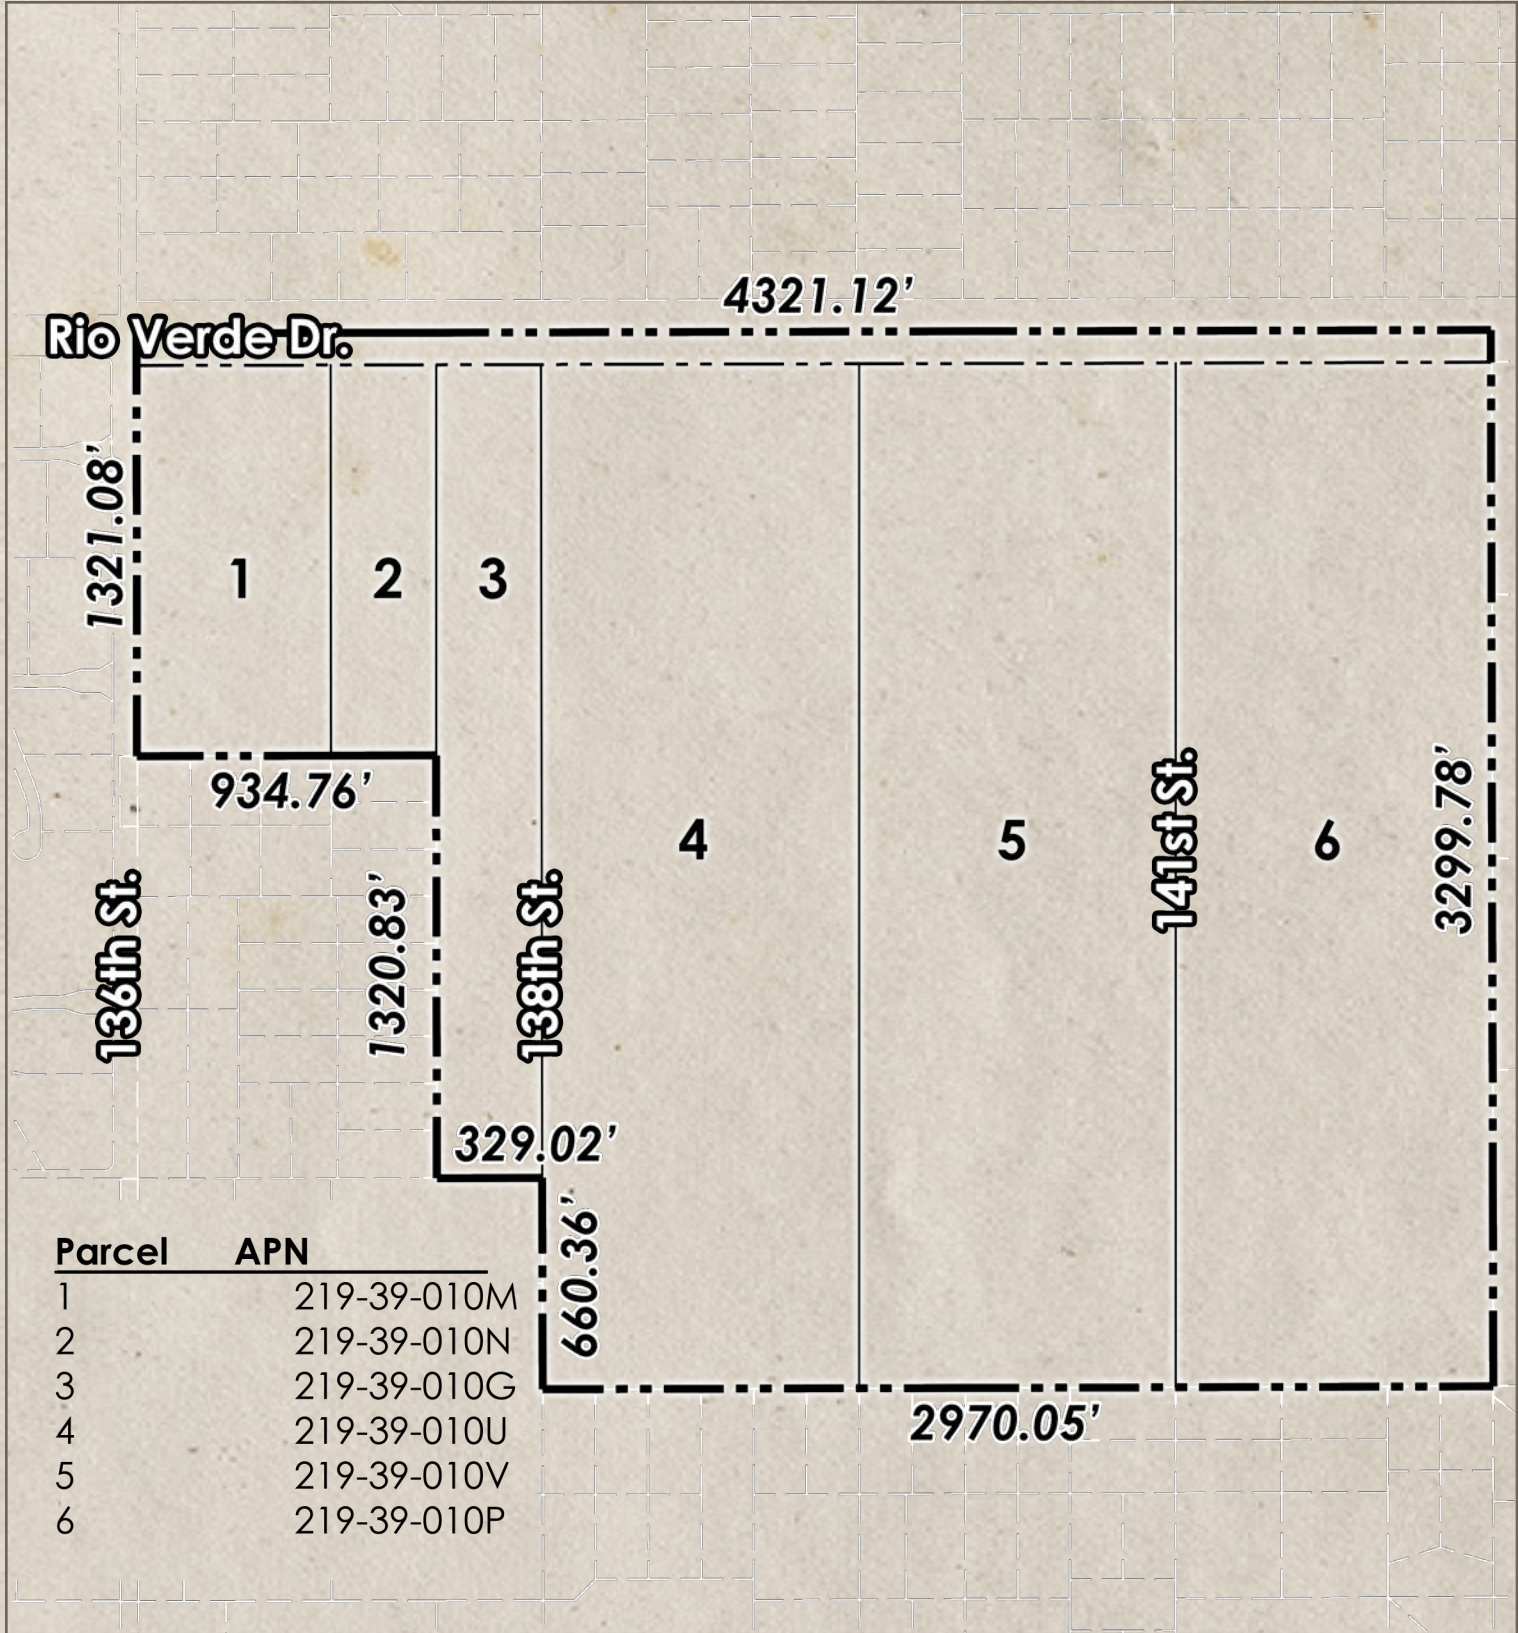 4321.12’
Rio Verde Dr.
1321.08’
1
2
3
934.76’
136th St.
1320.83’
138th St.
4
5
141st St.
6
3299.78’
329.02’
660.36’
2970.05’
Parcel APN
1 219-39-010M
2 219-39-010N
3 219-39-010G
4 219-39-010U
5 219-39-010V
6 219-39-010P